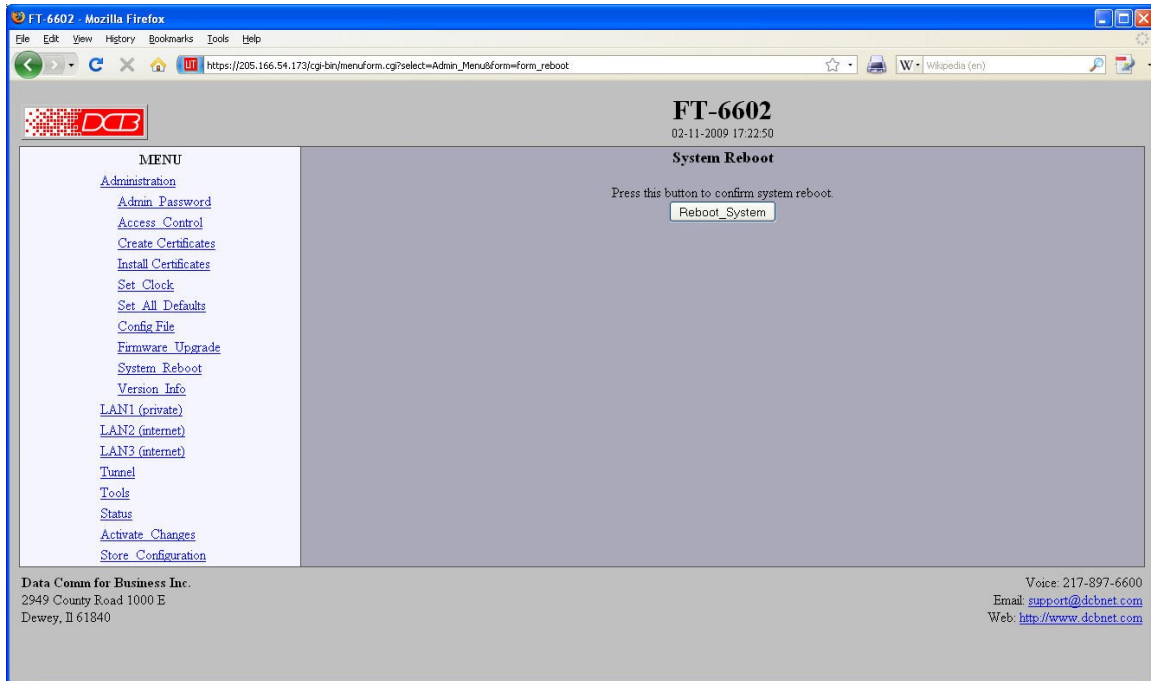 FT-6602 - Mozilla Firefox
File Edit View History Bookmarks Tools Help
https://205.166.54.173/cgi-bin/menuform.cgi?select=Admin_Menu&form=form_reboot
W Wikipedia (en)
DCB
FT-6602
02-11-2009 17:22:50
MENU
Administration
Admin Password
Access Control
Create Certificates
Install Certificates
Set Clock
Set All Defaults
Config File
Firmware Upgrade
System Reboot
Version Info
LAN1 (private)
LAN2 (internet)
LAN3 (internet)
Tunnel
Tools
Status
Activate Changes
Store Configuration
System Reboot
Press this button to confirm system reboot.
Reboot_System
Data Comm for Business Inc.
2949 County Road 1000 E
Dewey, Il 61840
Voice: 217-897-6600
Email: support@dcbnet.com
Web: http://www.dcbnet.com